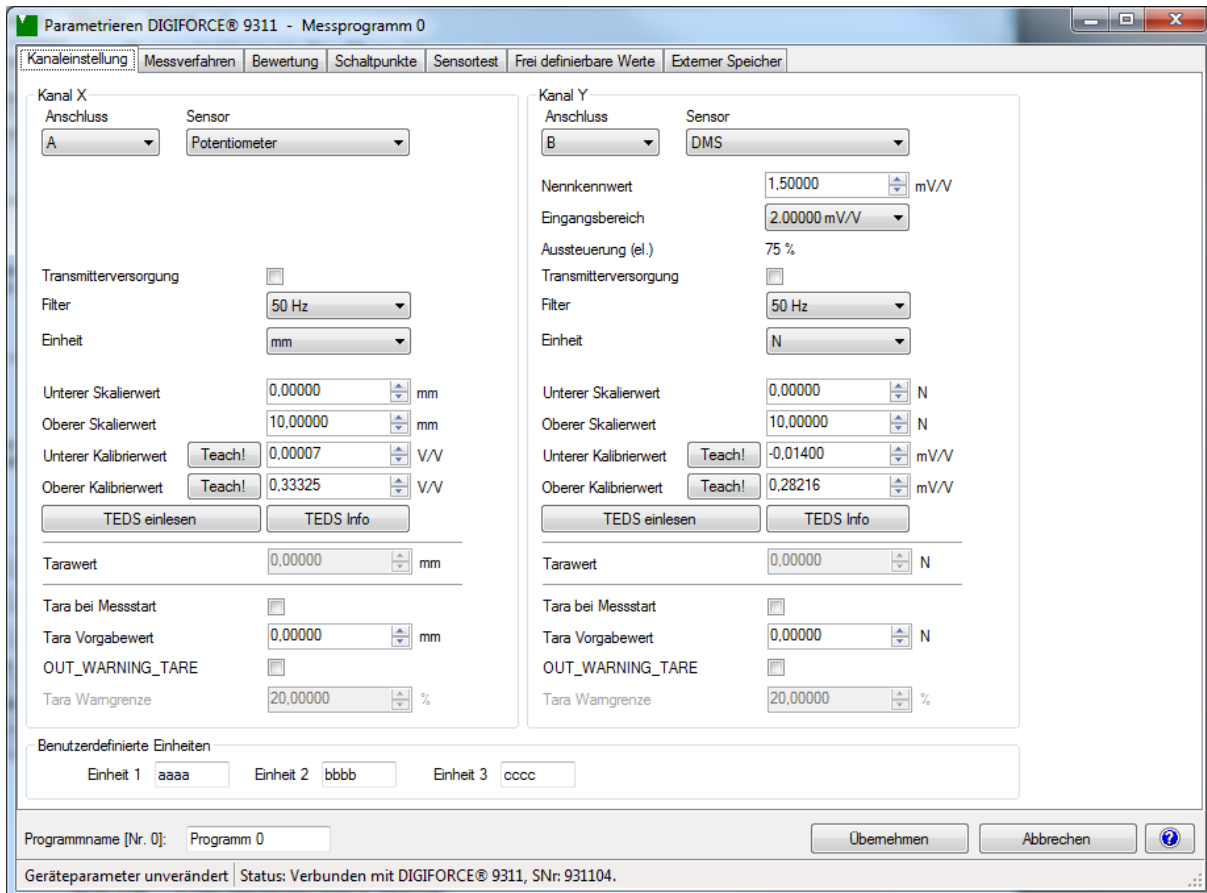 Parametrieren DIGIFORCE® 9311 - Messprogramm 0
Kanaleinstellung Messverfahren Bewertung Schaltpunkte Sensortest Frei definierbare Werte Externer Speicher
Kanal X
Anschluss Sensor
A Potentiometer
Transmitterversorgung
Filter 50 Hz
Einheit mm
Unterer Skalierwert 0,00000 mm
Oberer Skalierwert 10,00000 mm
Unterer Kalibrierwert Teach! 0,00007 V/V
Oberer Kalibrierwert Teach! 0,33325 V/V
TEDS einlesen TEDS Info
Tarawert 0,00000 mm
Tara bei Messstart
Tara Vorgabewert 0,00000 mm
OUT_WARNING_TARE
Tara Warngrenze 20,00000 %
Kanal Y
Anschluss Sensor
B DMS
Nennkennwert 1,50000 mV/V
Eingangsbereich 2.00000 mV/V
Aussteuerung (el.) 75 %
Transmitterversorgung
Filter 50 Hz
Einheit N
Unterer Skalierwert 0,00000 N
Oberer Skalierwert 10,00000 N
Unterer Kalibrierwert Teach! -0,01400 mV/V
Oberer Kalibrierwert Teach! 0,28216 mV/V
TEDS einlesen TEDS Info
Tarawert 0,00000 N
Tara bei Messstart
Tara Vorgabewert 0,00000 N
OUT_WARNING_TARE
Tara Warngrenze 20,00000 %
Benutzerdefinierte Einheiten
Einheit 1 aaaa Einheit 2 bbbb Einheit 3 cccc
Programmname [Nr. 0]: Programm 0 Übernehmen Abbrechen ?
Geräteparameter unverändert Status: Verbunden mit DIGIFORCE® 9311, SNr: 931104.